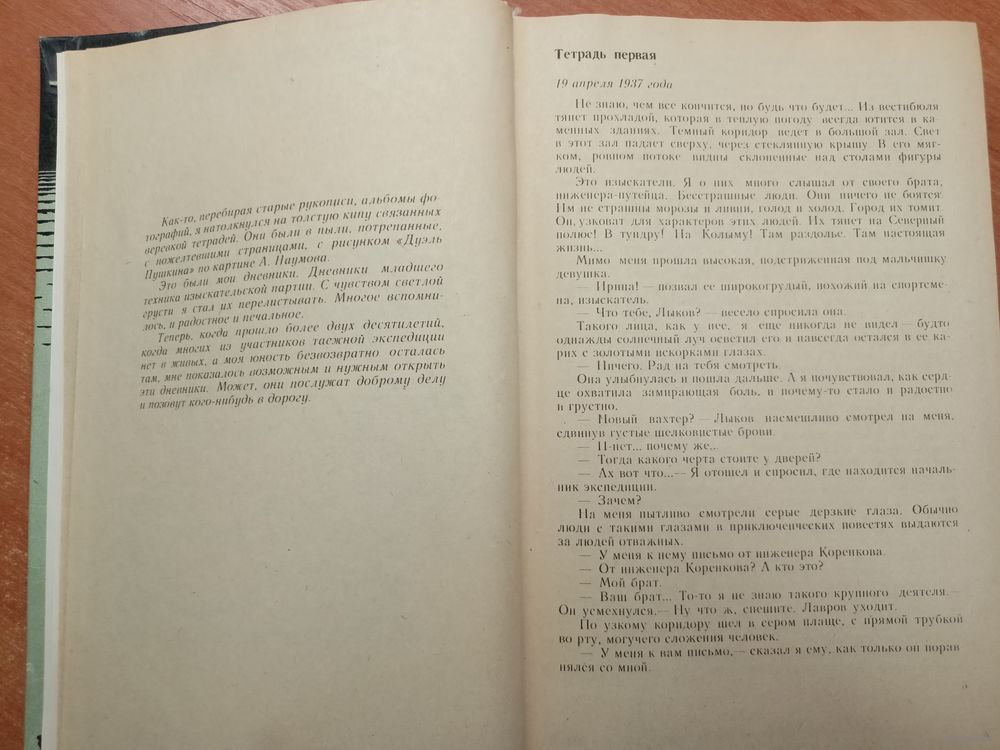 Как-то, перебирая старые рукописи, альбомы фо-
тографий, я натолкнулся на толстую кипу связанных
веревкой тетрадей. Они были в пыли, потрепанные,
с пожелтевшими страницами, с рисунком «Дуэль
Пушкина» по картине А. Наумова.
Это были мои дневники. Дневники младшего
техника изыскательской партии. С чувством светлой
грусти я стал их перелистывать. Многое вспомни-
лось, и радостное и печальное.
Теперь, когда прошло более двух десятилетий,
когда многих из участников таежной экспедиции
нет в живых, а моя юность безвозвратно осталась
там, мне показалось возможным и нужным открыть
эти дневники. Может, они послужат доброму делу
и позовут кого-нибудь в дорогу.
Тетрадь первая
19 апреля 1937 года
Не знаю, чем все кончится, но будь что будет... Из вестибюля
тянет прохладой, которая в теплую погоду всегда ютится в ка-
менных зданиях. Темный коридор ведет в большой зал. Свет
в этот зал падает сверху, через стеклянную крышу. В его мяг-
ком, ровном потоке видны склоненные над столами фигуры
людей.
Это изыскатели. Я о них много слышал от своего брата,
инженера-путейца. Бесстрашные люди. Они ничего не боятся!
Им не страшны морозы и ливни, голод и холод. Город их томит.
Он узковат для характеров этих людей. Их тянет на Северный
полюс! В тундру! На Колыму! Там раздолье. Там настоящая
жизнь...
Мимо меня прошла высокая, подстриженная под мальчишку
девушка.
— Ирина! — позвал ее широкогрудый, похожий на спортсме-
на, изыскатель.
— Что тебе, Лыков? — весело спросила она.
Такого лица, как у нее, я еще никогда не видел — будто
однажды солнечный луч осветил его и навсегда остался в ее ка-
рих с золотыми искорками глазах.
— Ничего. Рад на тебя смотреть.
Она улыбнулась и пошла дальше. А я почувствовал, как серд-
це охватила замирающая боль, и почему-то стало и радостно
и грустно.
— Новый вахтер? — Лыков насмешливо смотрел на меня,
сдвинув густые шелковистые брови.
— Н-нет... почему же...
— Тогда какого черта стоите у дверей?
— Ах вот что...— Я отошел и спросил, где находится началь-
ник экспедиции.
— Зачем?
На меня пытливо смотрели серые дерзкие глаза. Обычно
люди с такими глазами в приключенческих повестях выдаются
за людей отважных.
— У меня к нему письмо от инженера Коренкова.
— От инженера Коренкова? А кто это?
— Мой брат.
— Ваш брат... То-то я не знаю такого крупного деятеля.—
Он усмехнулся.— Ну что ж, спешите. Лавров уходит.
По узкому коридору шел в сером плаще, с прямой трубкой
во рту, могучего сложения человек.
— У меня к вам письмо,— сказал я ему, как только он порав
нялся со мной.